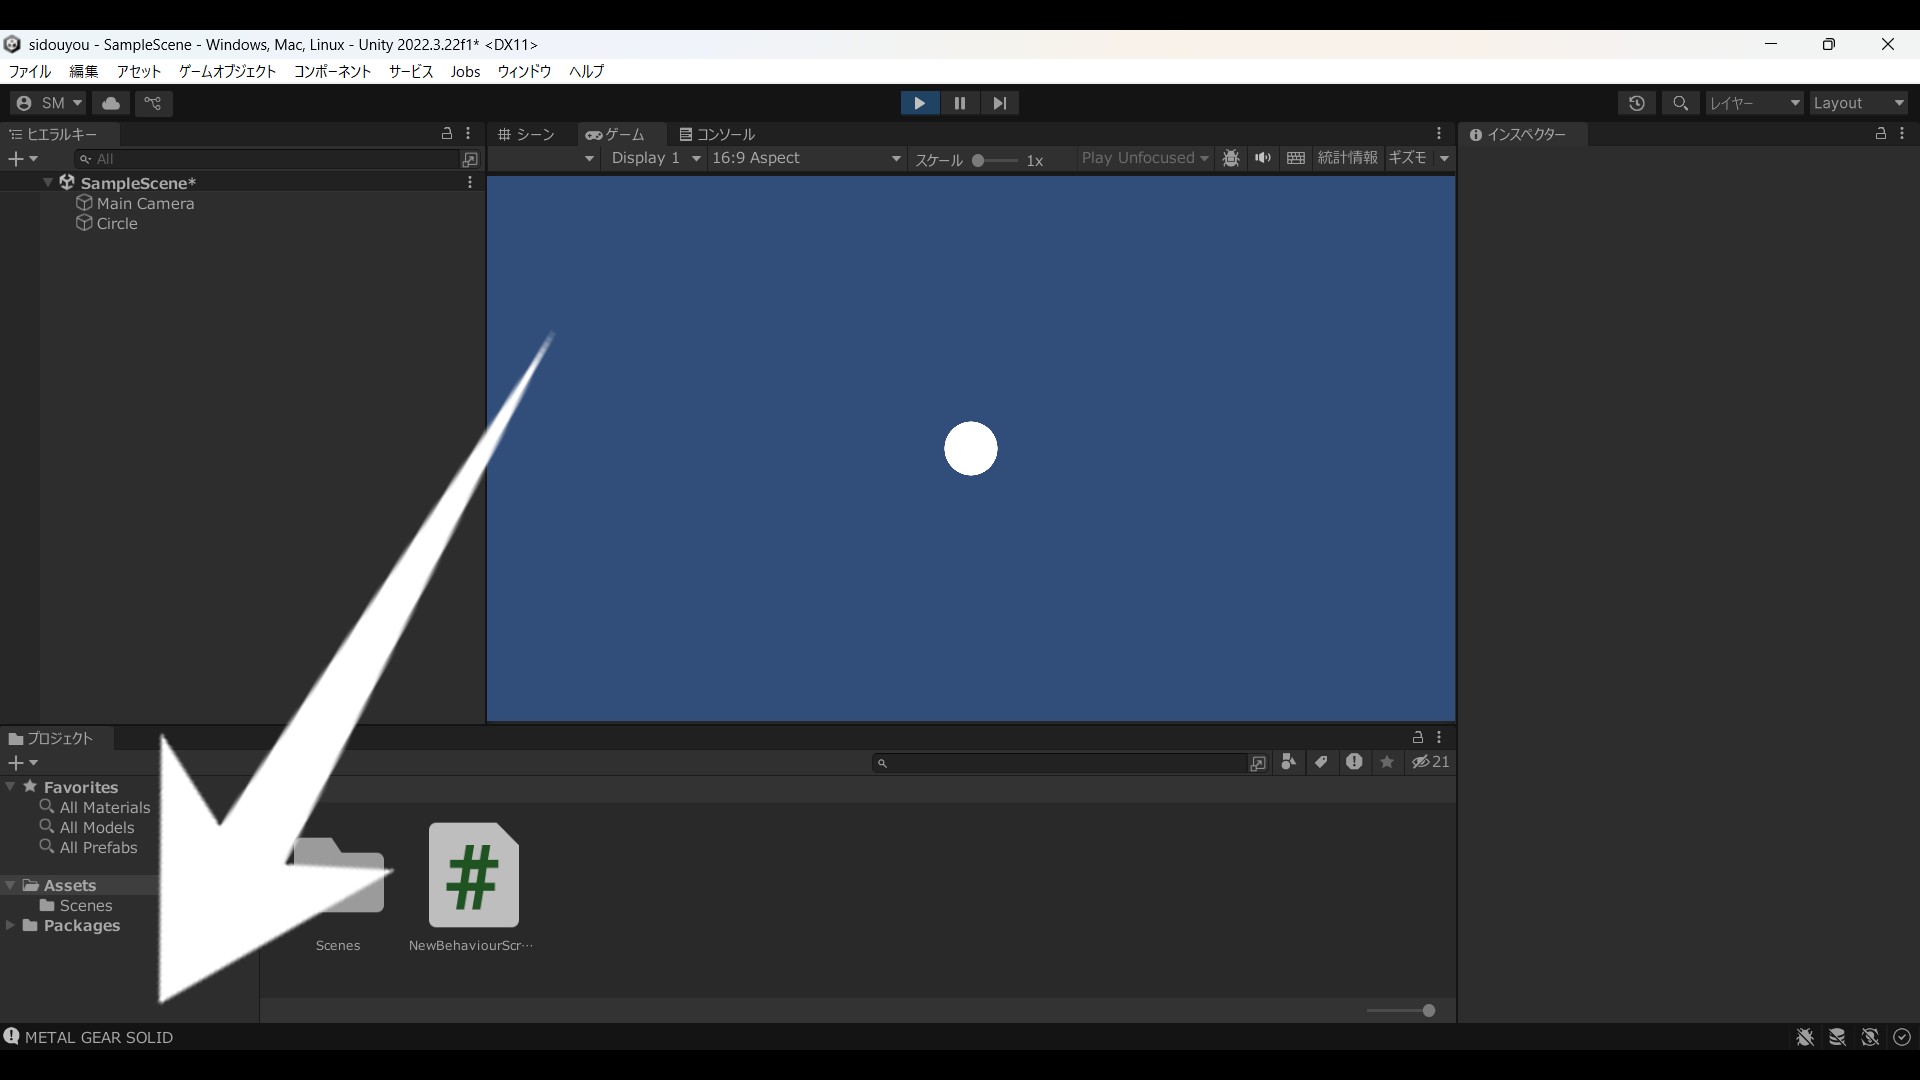 sidouyou - SampleScene - Windows, Mac, Linux - Unity 2022.3.22f1* <DX11>
ファイル 編集 アセット ゲームオブジェクト コンポーネント サービス Jobs ウィンドウ ヘルプ
SM レイヤー Layout
ヒエラルキー シーン ゲーム コンソール インスペクター
All Display 1 16:9 Aspect スケール 1x Play Unfocused 統計情報 ギズモ
SampleScene*
Main Camera
Circle
プロジェクト
21
Favorites
All Materials
All Models
All Prefabs
Assets
Scenes
Packages
Scenes NewBehaviourScr…
METAL GEAR SOLID